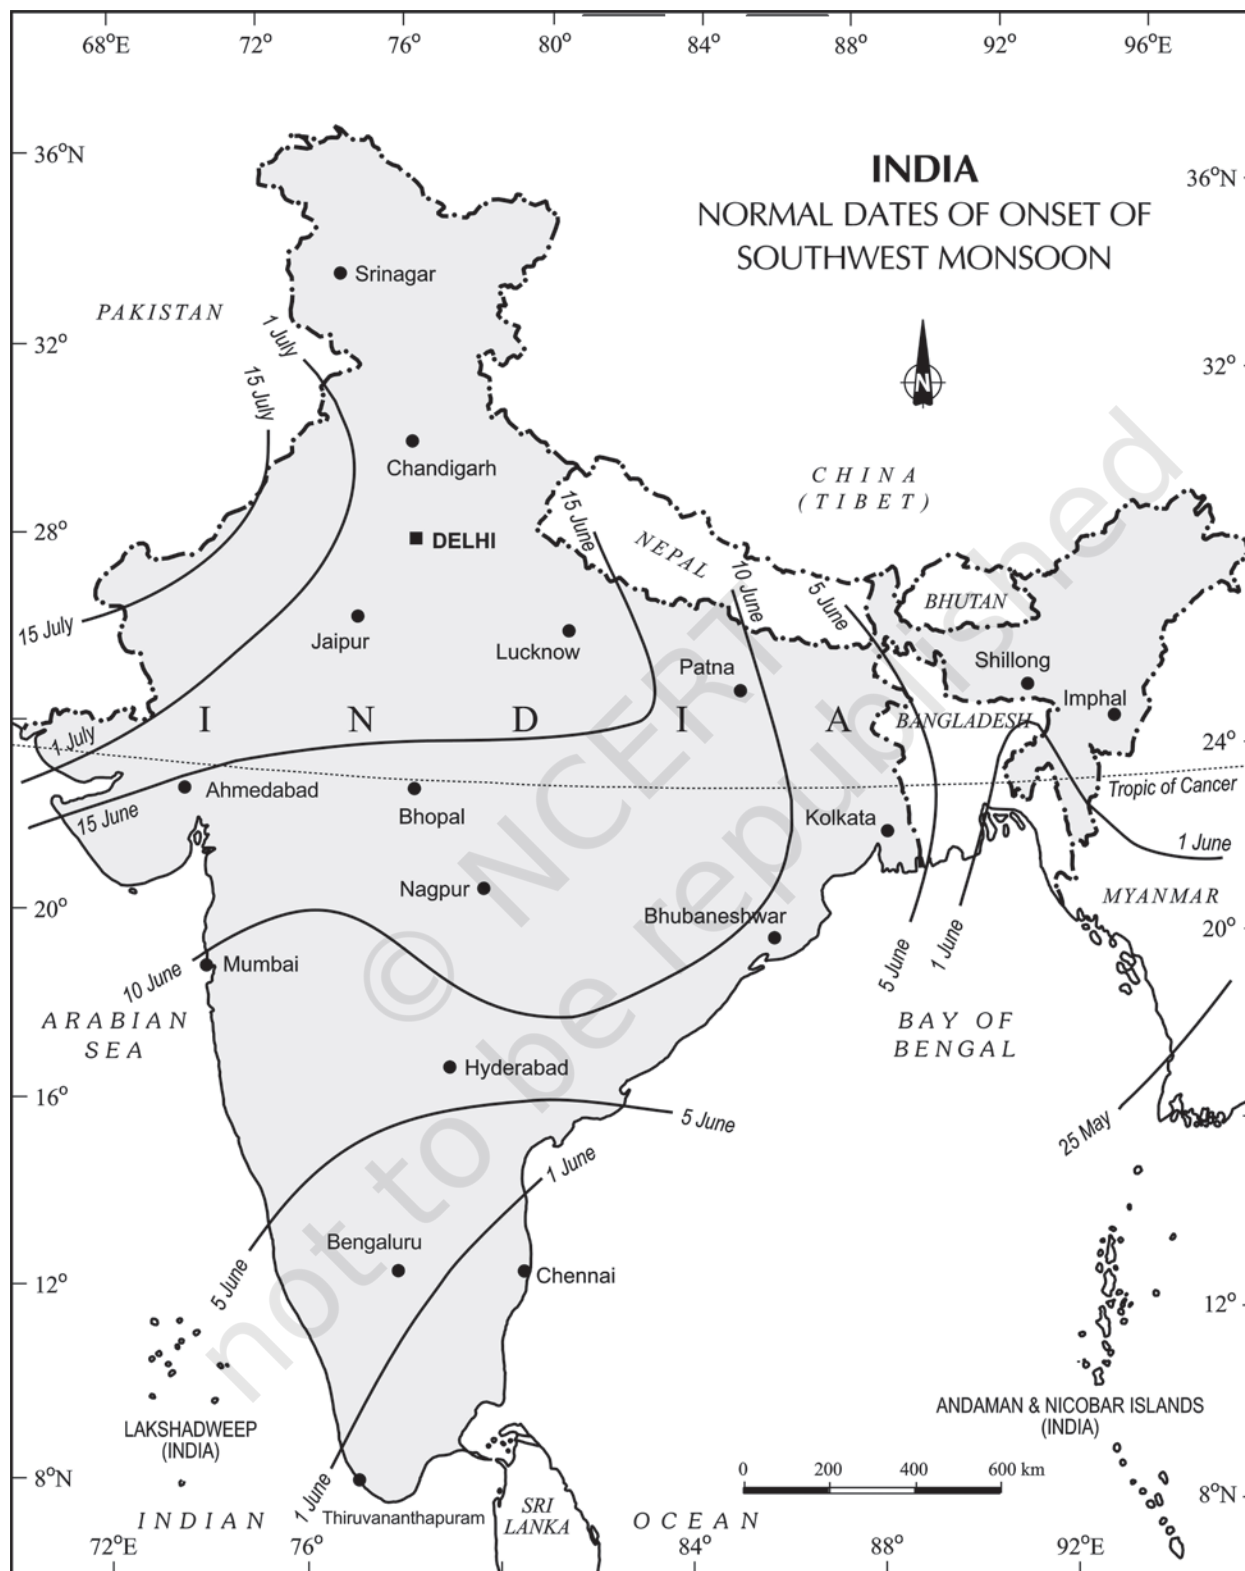 68°E 72° 76° 80° 84° 88° 92° 96°E
36°N
INDIA
NORMAL DATES OF ONSET OF
SOUTHWEST MONSOON
36°N
Srinagar
PAKISTAN
1 July
32°
32°
15 July
N
Chandigarh
CHINA
(TIBET)
15 June
28°
DELHI
NEPAL
10 June
5 June
BHUTAN
15 July
Jaipur
Lucknow
Patna
Shillong
Imphal
I N D I A
BANGLADESH
1 July
24°
Tropic of Cancer
Ahmedabad
15 June
Bhopal
Kolkata
1 June
Nagpur
MYANMAR
20°
Bhubaneshwar
20°
10 June
Mumbai
5 June
1 June
ARABIAN
SEA
BAY OF
BENGAL
Hyderabad
16°
5 June
25 May
1 June
Bengaluru
5 June
Chennai
12°
12°
LAKSHADWEEP
(INDIA)
ANDAMAN & NICOBAR ISLANDS
(INDIA)
8°N
0 200 400 600 km
8°N
1 June
Thiruvananthapuram
SRI
LANKA
INDIAN OCEAN
72°E 76° 84° 88° 92°E
© NCERT
not to be republished